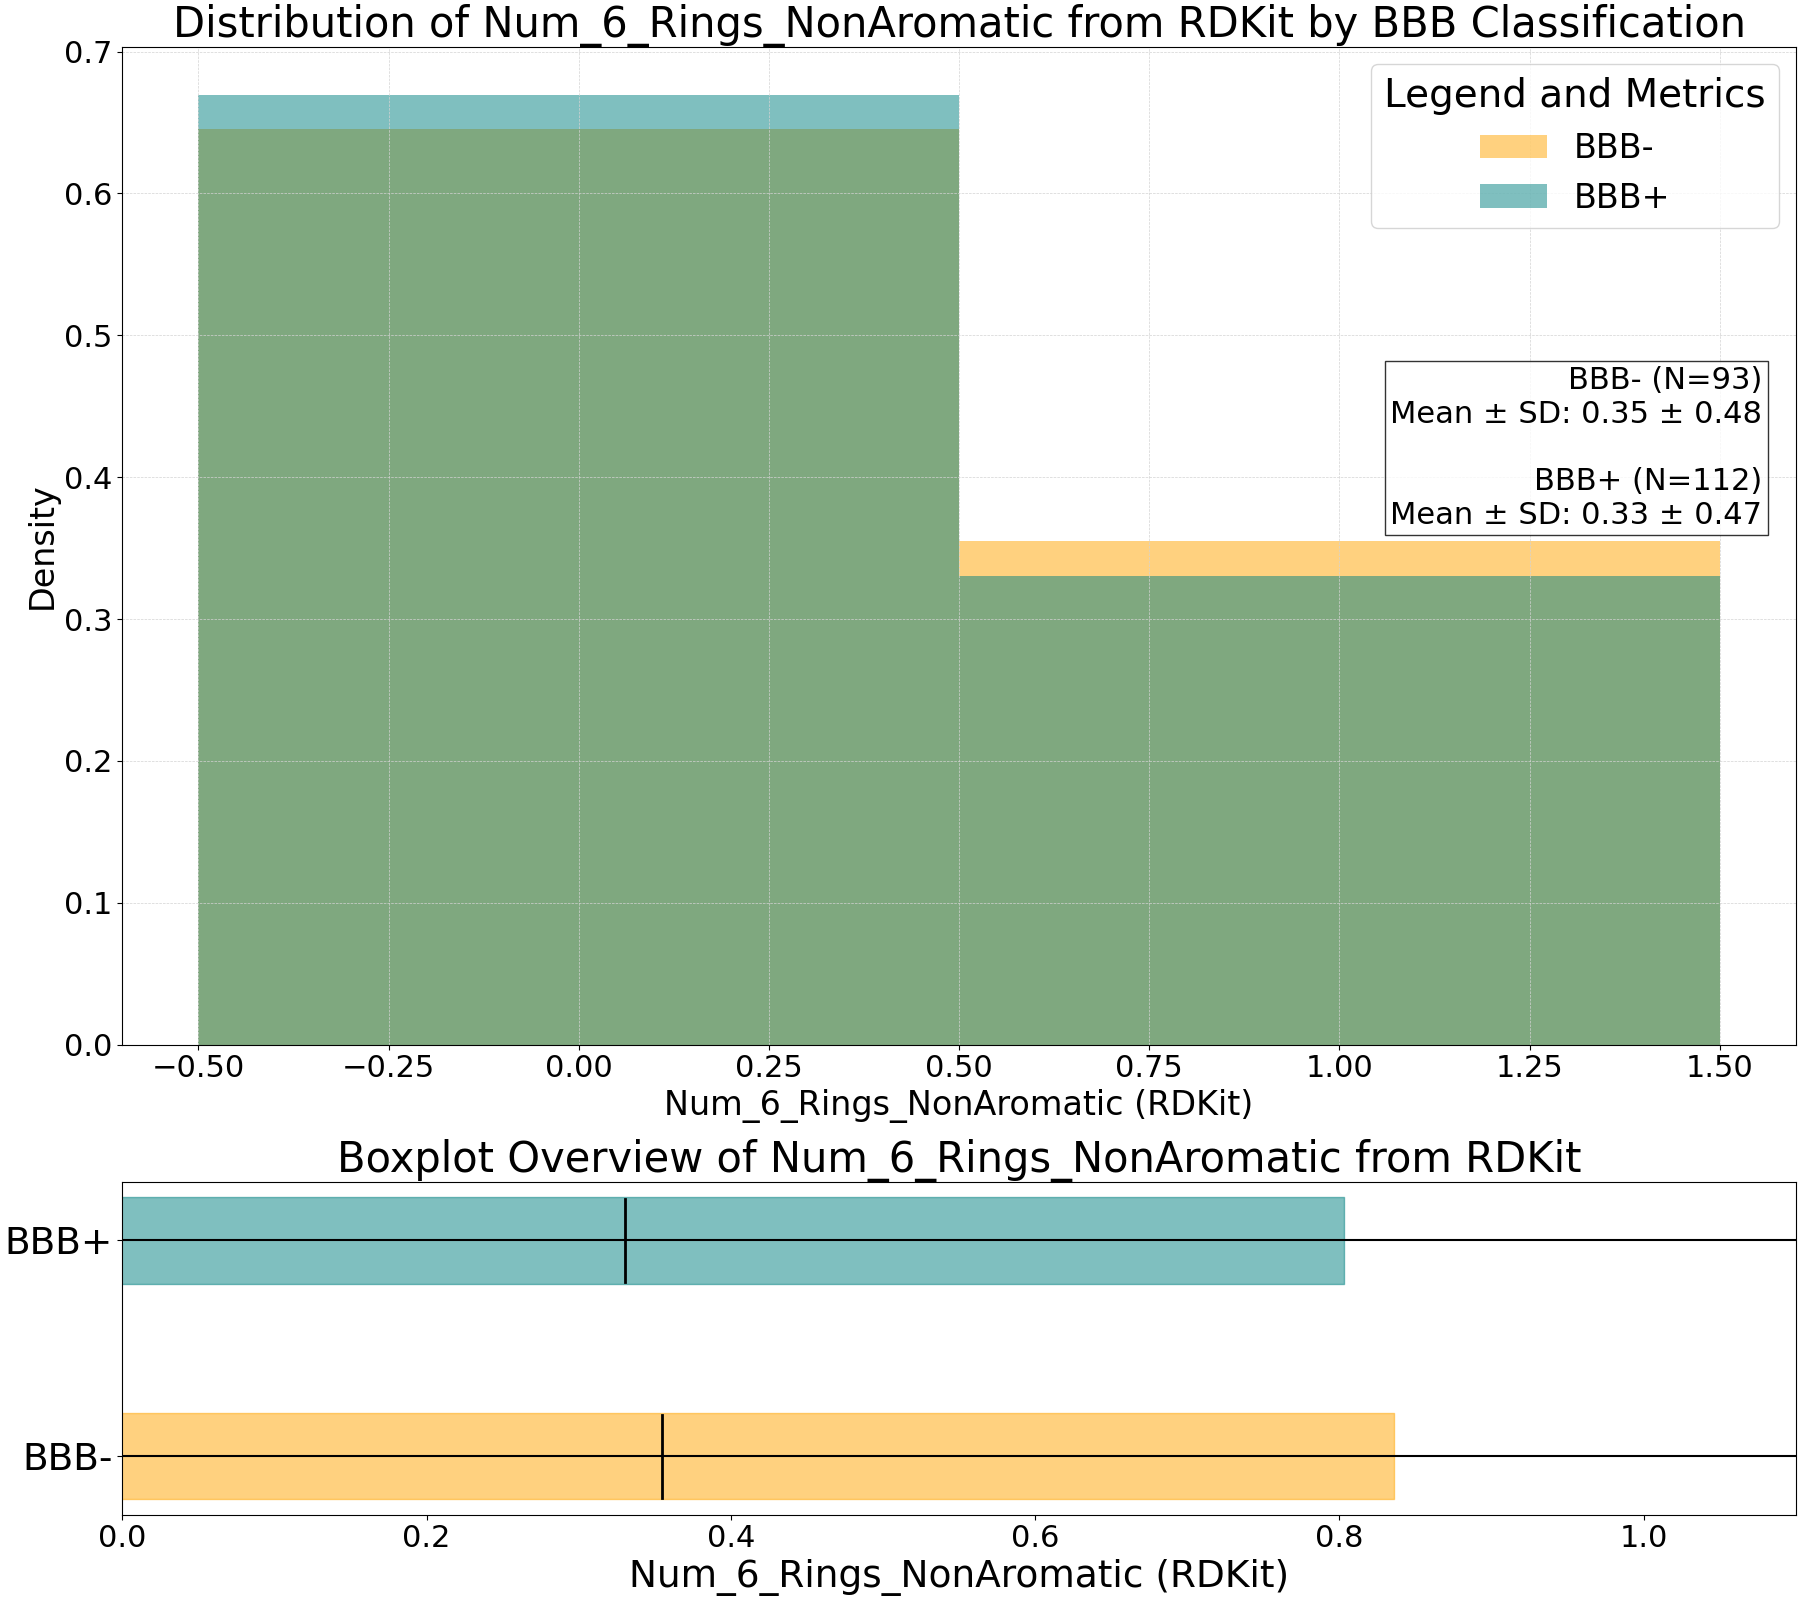 Distribution of Num_6_Rings_NonAromatic from RDKit by BBB Classification
0.7
0.6
0.5
0.4
0.3
0.2
0.1
0.0
Density
Legend and Metrics
BBB-
BBB+
BBB- (N=93)
Mean ± SD: 0.35 ± 0.48
BBB+ (N=112)
Mean ± SD: 0.33 ± 0.47
−0.50 −0.25 0.00 0.25 0.50 0.75 1.00 1.25 1.50
Num_6_Rings_NonAromatic (RDKit)
Boxplot Overview of Num_6_Rings_NonAromatic from RDKit
BBB+
BBB-
0.0 0.2 0.4 0.6 0.8 1.0
Num_6_Rings_NonAromatic (RDKit)